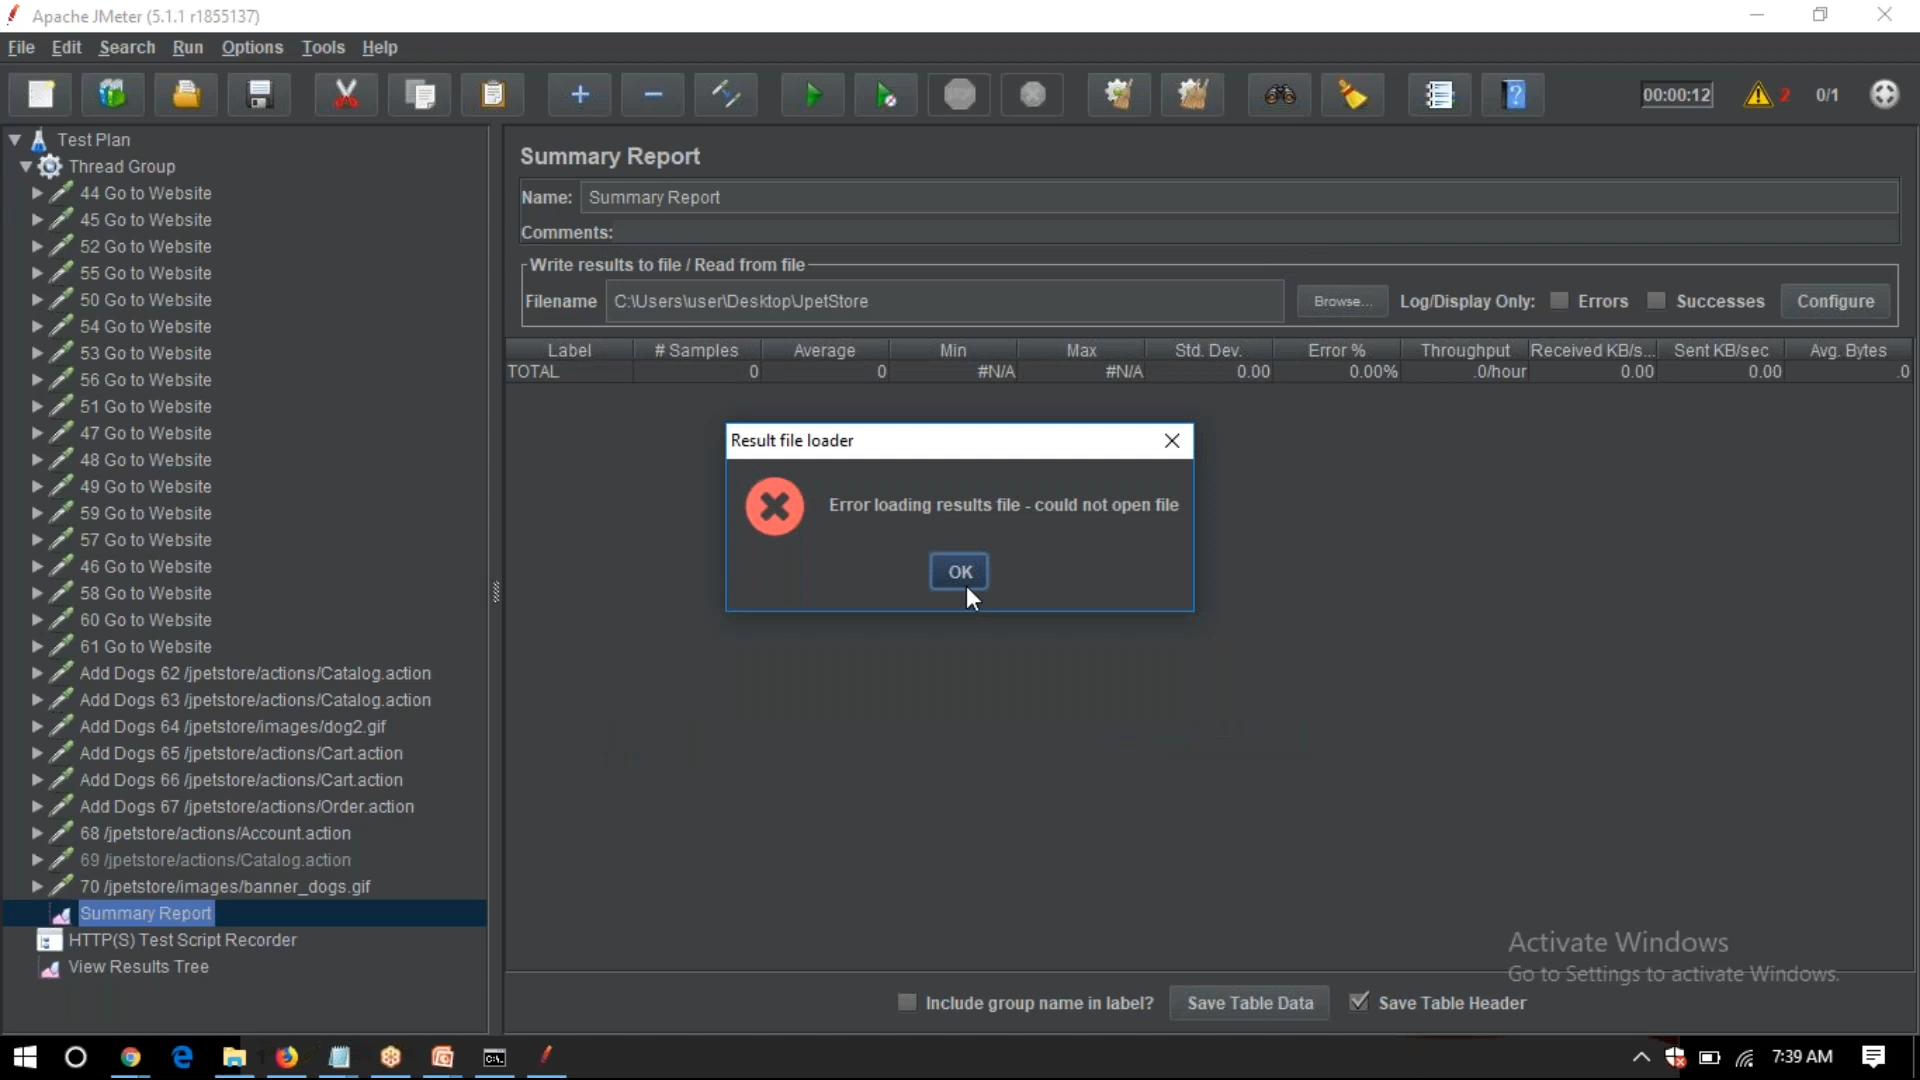 Apache JMeter (5.1.1 r1855137)
File Edit Search Run Options Tools Help
00:00:12 2 0/1
Test Plan
Thread Group
44 Go to Website
45 Go to Website
52 Go to Website
55 Go to Website
50 Go to Website
54 Go to Website
53 Go to Website
56 Go to Website
51 Go to Website
47 Go to Website
48 Go to Website
49 Go to Website
59 Go to Website
57 Go to Website
46 Go to Website
58 Go to Website
60 Go to Website
61 Go to Website
Add Dogs 62 /jpetstore/actions/Catalog.action
Add Dogs 63 /jpetstore/actions/Catalog.action
Add Dogs 64 /jpetstore/images/dog2.gif
Add Dogs 65 /jpetstore/actions/Cart.action
Add Dogs 66 /jpetstore/actions/Cart.action
Add Dogs 67 /jpetstore/actions/Order.action
68 /jpetstore/actions/Account.action
69 /jpetstore/actions/Catalog.action
70 /jpetstore/images/banner_dogs.gif
Summary Report
HTTP(S) Test Script Recorder
View Results Tree
Summary Report
Name: Summary Report
Comments:
Write results to file / Read from file
Filename C:\Users\user\Desktop\JpetStore Browse... Log/Display Only: Errors Successes Configure
Label # Samples Average Min Max Std. Dev. Error % Throughput Received KB/s... Sent KB/sec Avg. Bytes
TOTAL 0 0 #N/A #N/A 0.00 0.00% .0/hour 0.00 0.00 .0
Result file loader
Error loading results file - could not open file
OK
Activate Windows
Go to Settings to activate Windows.
Include group name in label? Save Table Data Save Table Header
7:39 AM